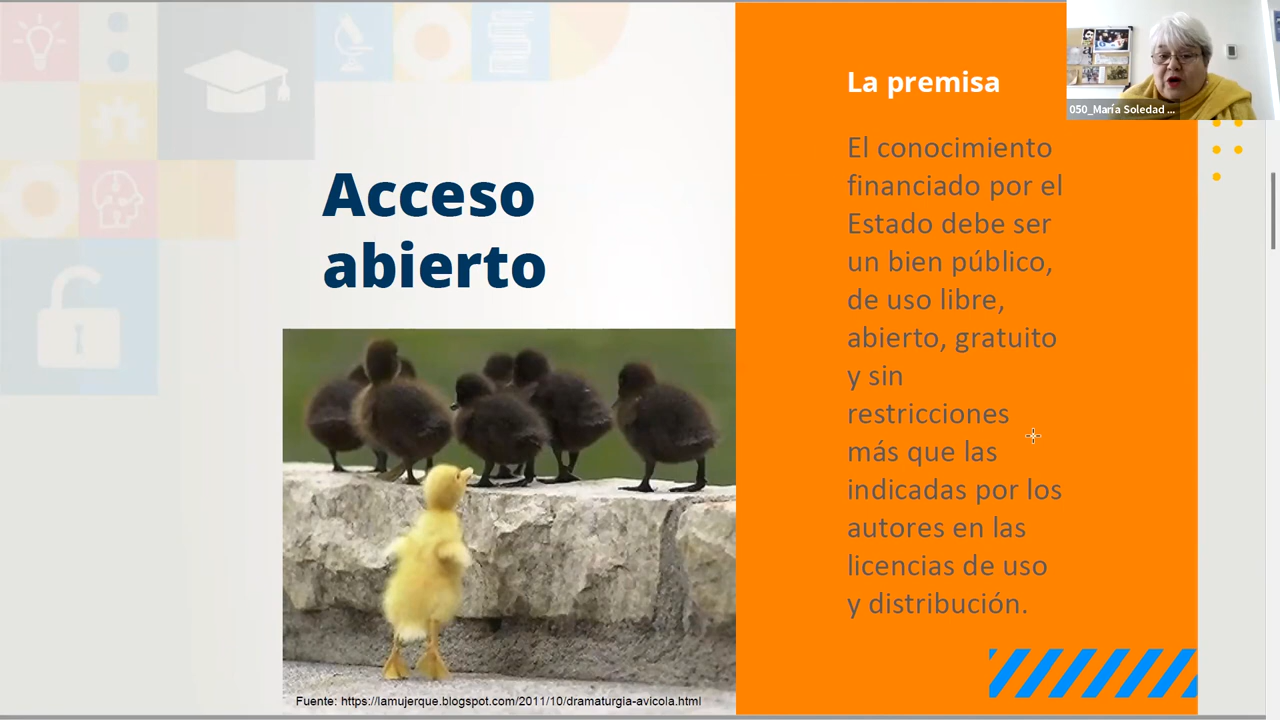 Acceso
abierto
Fuente: https://lamujerque.blogspot.com/2011/10/dramaturgia-avicola.html
La premisa
El conocimiento
financiado por el
Estado debe ser
un bien público,
de uso libre,
abierto, gratuito
y sin
restricciones
más que las
indicadas por los
autores en las
licencias de uso
y distribución.
050_María Soledad ...